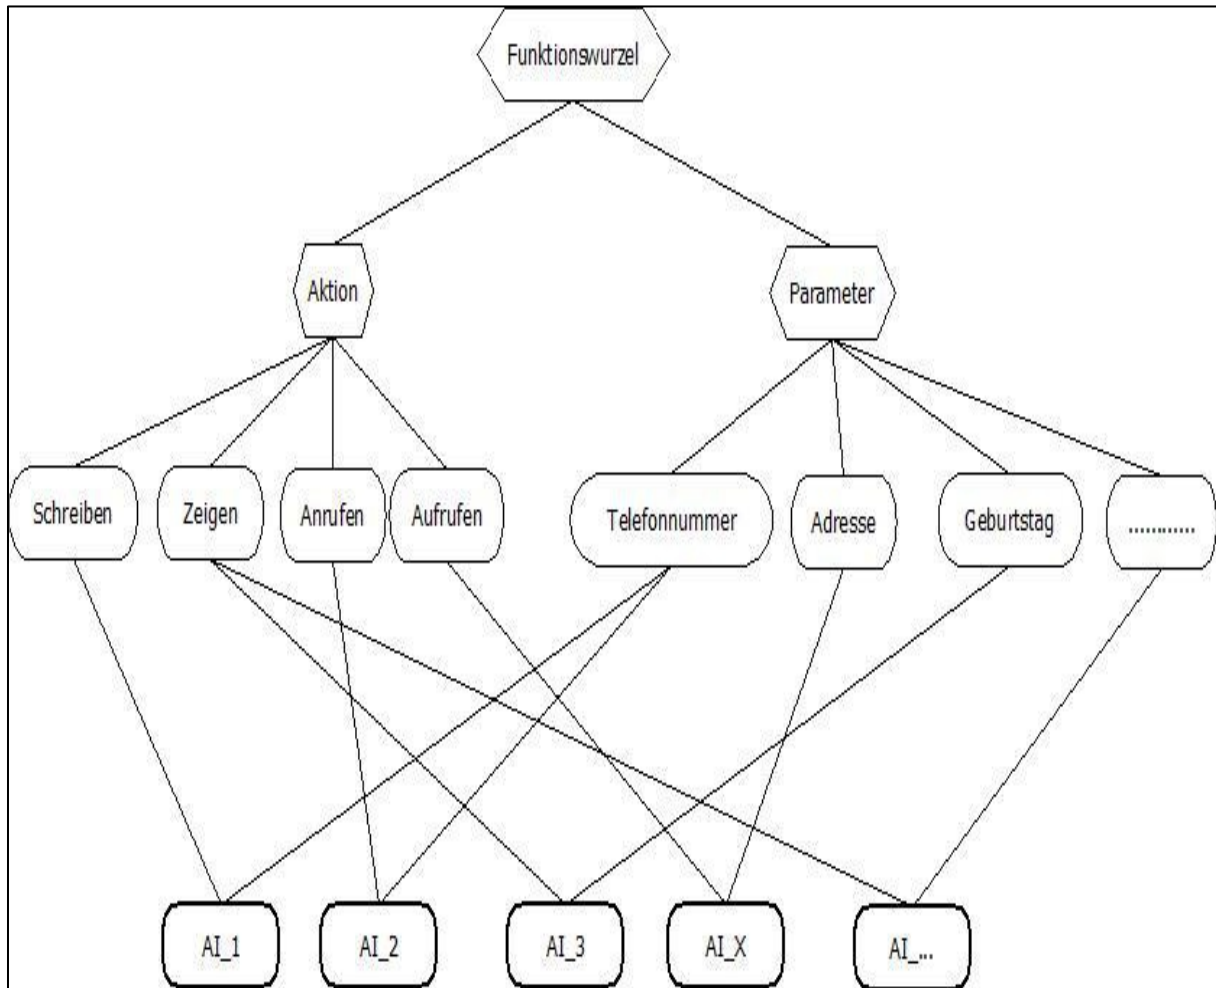 Funktionswurzel
Aktion
Parameter
Schreiben
Zeigen
Anrufen
Aufrufen
Telefonnummer
Adresse
Geburtstag
............
AI_1
AI_2
AI_3
AI_X
AI_...